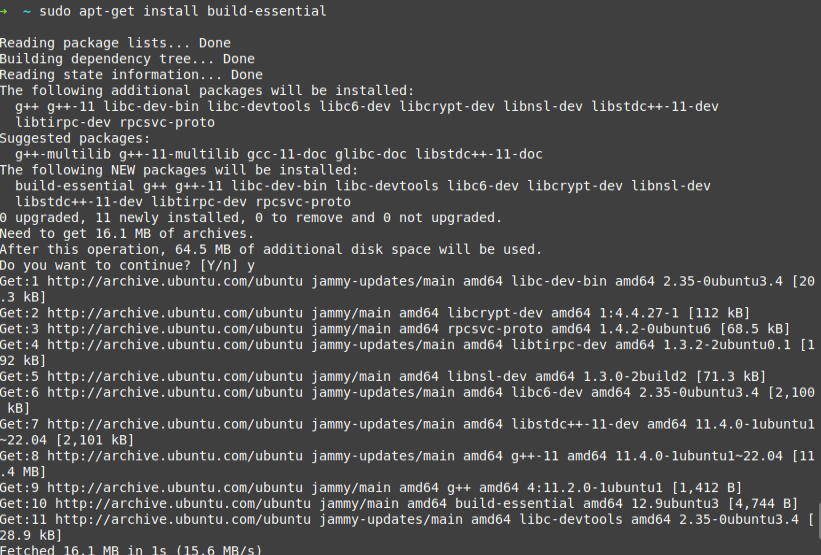 →  ~ sudo apt-get install build-essential
Reading package lists... Done
Building dependency tree... Done
Reading state information... Done
The following additional packages will be installed:
  g++ g++-11 libc-dev-bin libc-devtools libc6-dev libcrypt-dev libnsl-dev libstdc++-11-dev
  libtirpc-dev rpcsvc-proto
Suggested packages:
  g++-multilib g++-11-multilib gcc-11-doc glibc-doc libstdc++-11-doc
The following NEW packages will be installed:
  build-essential g++ g++-11 libc-dev-bin libc-devtools libc6-dev libcrypt-dev libnsl-dev
  libstdc++-11-dev libtirpc-dev rpcsvc-proto
0 upgraded, 11 newly installed, 0 to remove and 0 not upgraded.
Need to get 16.1 MB of archives.
After this operation, 64.5 MB of additional disk space will be used.
Do you want to continue? [Y/n] y
Get:1 http://archive.ubuntu.com/ubuntu jammy-updates/main amd64 libc-dev-bin amd64 2.35-0ubuntu3.4 [20
.3 kB]
Get:2 http://archive.ubuntu.com/ubuntu jammy/main amd64 libcrypt-dev amd64 1:4.4.27-1 [112 kB]
Get:3 http://archive.ubuntu.com/ubuntu jammy/main amd64 rpcsvc-proto amd64 1.4.2-0ubuntu6 [68.5 kB]
Get:4 http://archive.ubuntu.com/ubuntu jammy-updates/main amd64 libtirpc-dev amd64 1.3.2-2ubuntu0.1 [1
92 kB]
Get:5 http://archive.ubuntu.com/ubuntu jammy/main amd64 libnsl-dev amd64 1.3.0-2build2 [71.3 kB]
Get:6 http://archive.ubuntu.com/ubuntu jammy-updates/main amd64 libc6-dev amd64 2.35-0ubuntu3.4 [2,100
 kB]
Get:7 http://archive.ubuntu.com/ubuntu jammy-updates/main amd64 libstdc++-11-dev amd64 11.4.0-1ubuntu1
~22.04 [2,101 kB]
Get:8 http://archive.ubuntu.com/ubuntu jammy-updates/main amd64 g++-11 amd64 11.4.0-1ubuntu1~22.04 [11
.4 MB]
Get:9 http://archive.ubuntu.com/ubuntu jammy/main amd64 g++ amd64 4:11.2.0-1ubuntu1 [1,412 B]
Get:10 http://archive.ubuntu.com/ubuntu jammy/main amd64 build-essential amd64 12.9ubuntu3 [4,744 B]
Get:11 http://archive.ubuntu.com/ubuntu jammy-updates/main amd64 libc-devtools amd64 2.35-0ubuntu3.4 [
28.9 kB]
Fetched 16.1 MB in 1s (15.6 MB/s)